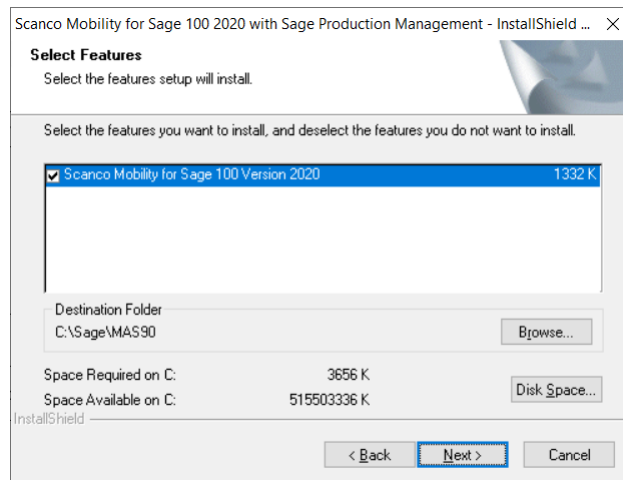 Scanco Mobility for Sage 100 2020 with Sage Production Management - InstallShield ...
Select Features
Select the features setup will install.
Select the features you want to install, and deselect the features you do not want to install.
Scanco Mobility for Sage 100 Version 2020 1332 K
Destination Folder
C:\Sage\MAS90
Browse...
Space Required on C: 3656 K
Space Available on C: 515503336 K
Disk Space...
InstallShield
< Back Next > Cancel